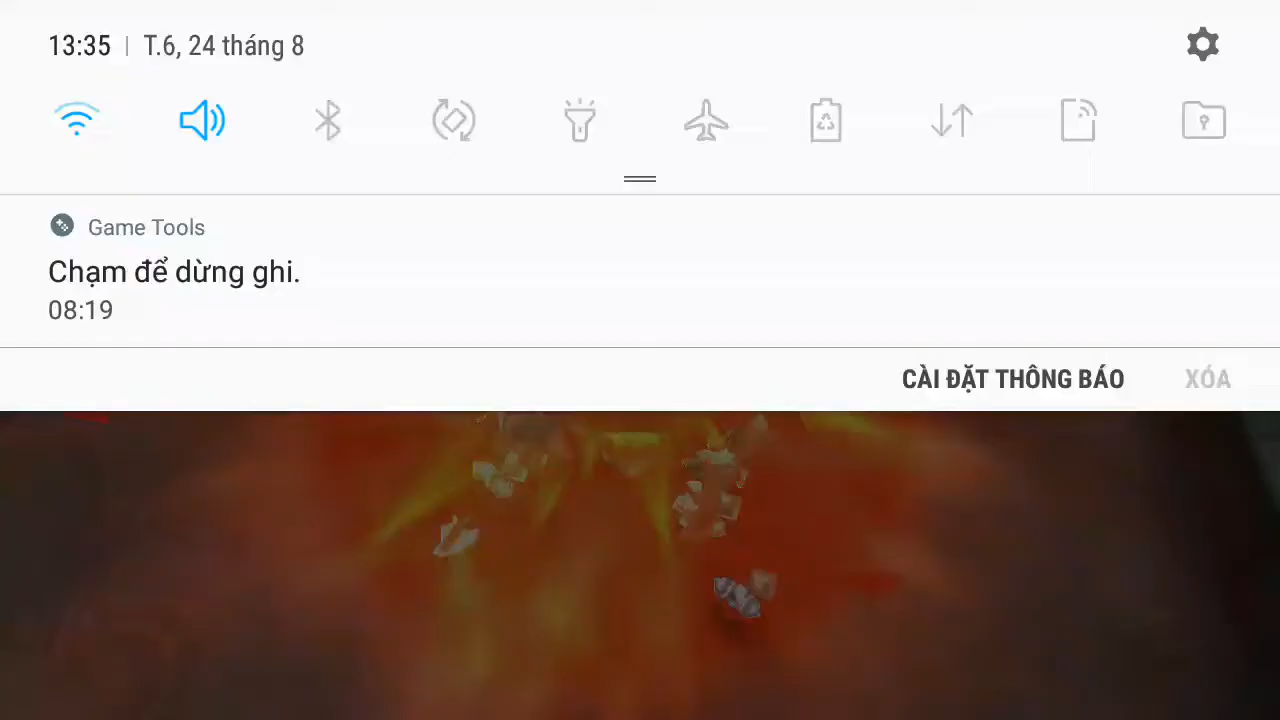 13:35 | T.6, 24 tháng 8
Game Tools
Chạm để dừng ghi.
08:19
CÀI ĐẶT THÔNG BÁO XÓA